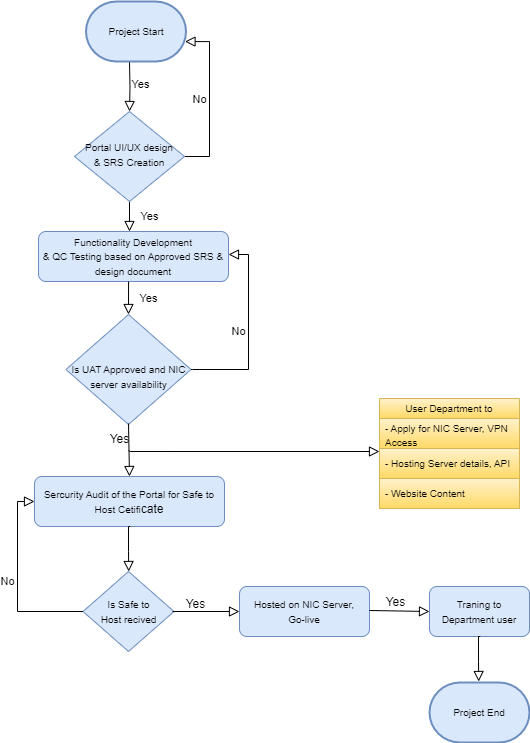 Project Start
Yes
No
Portal UI/UX design
& SRS Creation
Yes
Functionality Development
& QC Testing based on Approved SRS &
design document
Yes
No
Is UAT Approved and NIC
server availability
Yes
User Department to
- Apply for NIC Server, VPN
Access
- Hosting Server details, API
- Website Content
Sercurity Audit of the Portal for Safe to
Host Cetificate
No
Is Safe to
Host recived
Yes
Hosted on NIC Server,
Go-live
Yes
Traning to
Department user
Project End